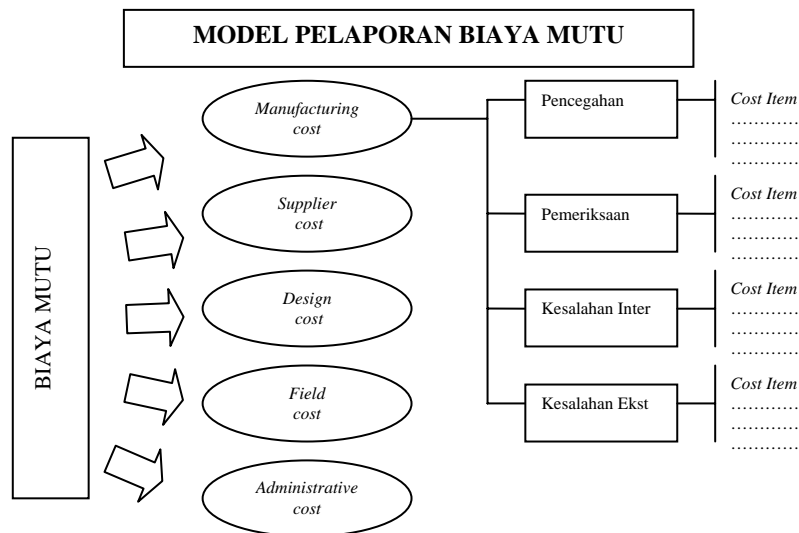 MODEL PELAPORAN BIAYA MUTU
BIAYA MUTU
Manufacturing
cost
Supplier
cost
Design
cost
Field
cost
Administrative
cost
Pencegahan
Cost Item
…………
…………
…………
Pemeriksaan
Cost Item
…………
…………
…………
Kesalahan Inter
Cost Item
…………
…………
…………
Kesalahan Ekst
Cost Item
…………
…………
…………